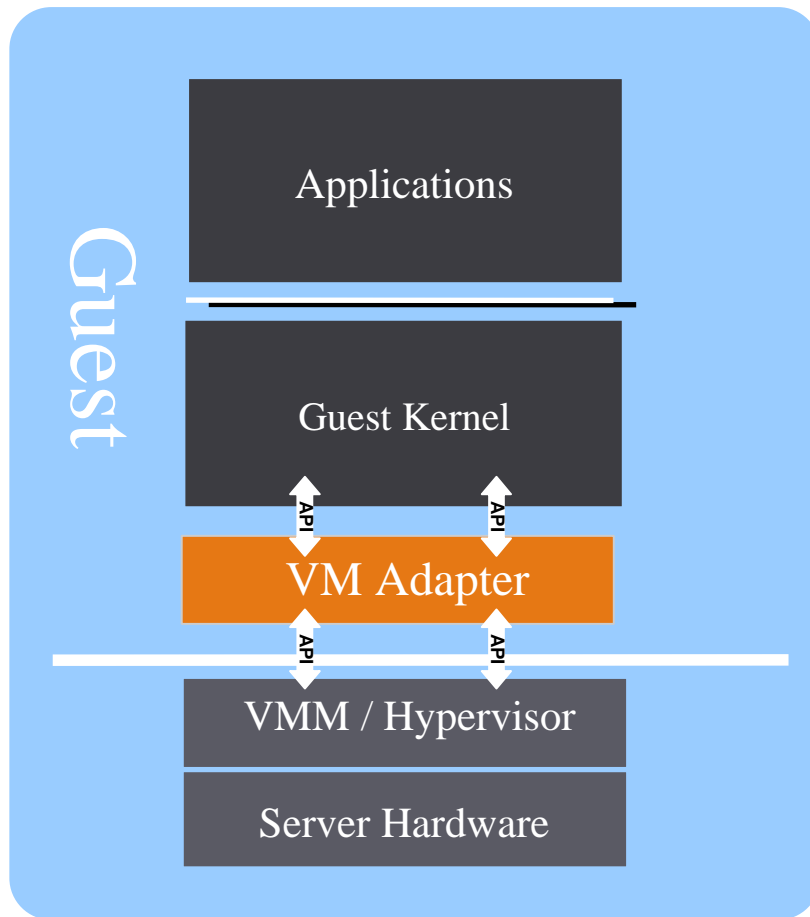 Applications
Guest
Guest Kernel
API
API
VM Adapter
API
API
VMM / Hypervisor
Server Hardware